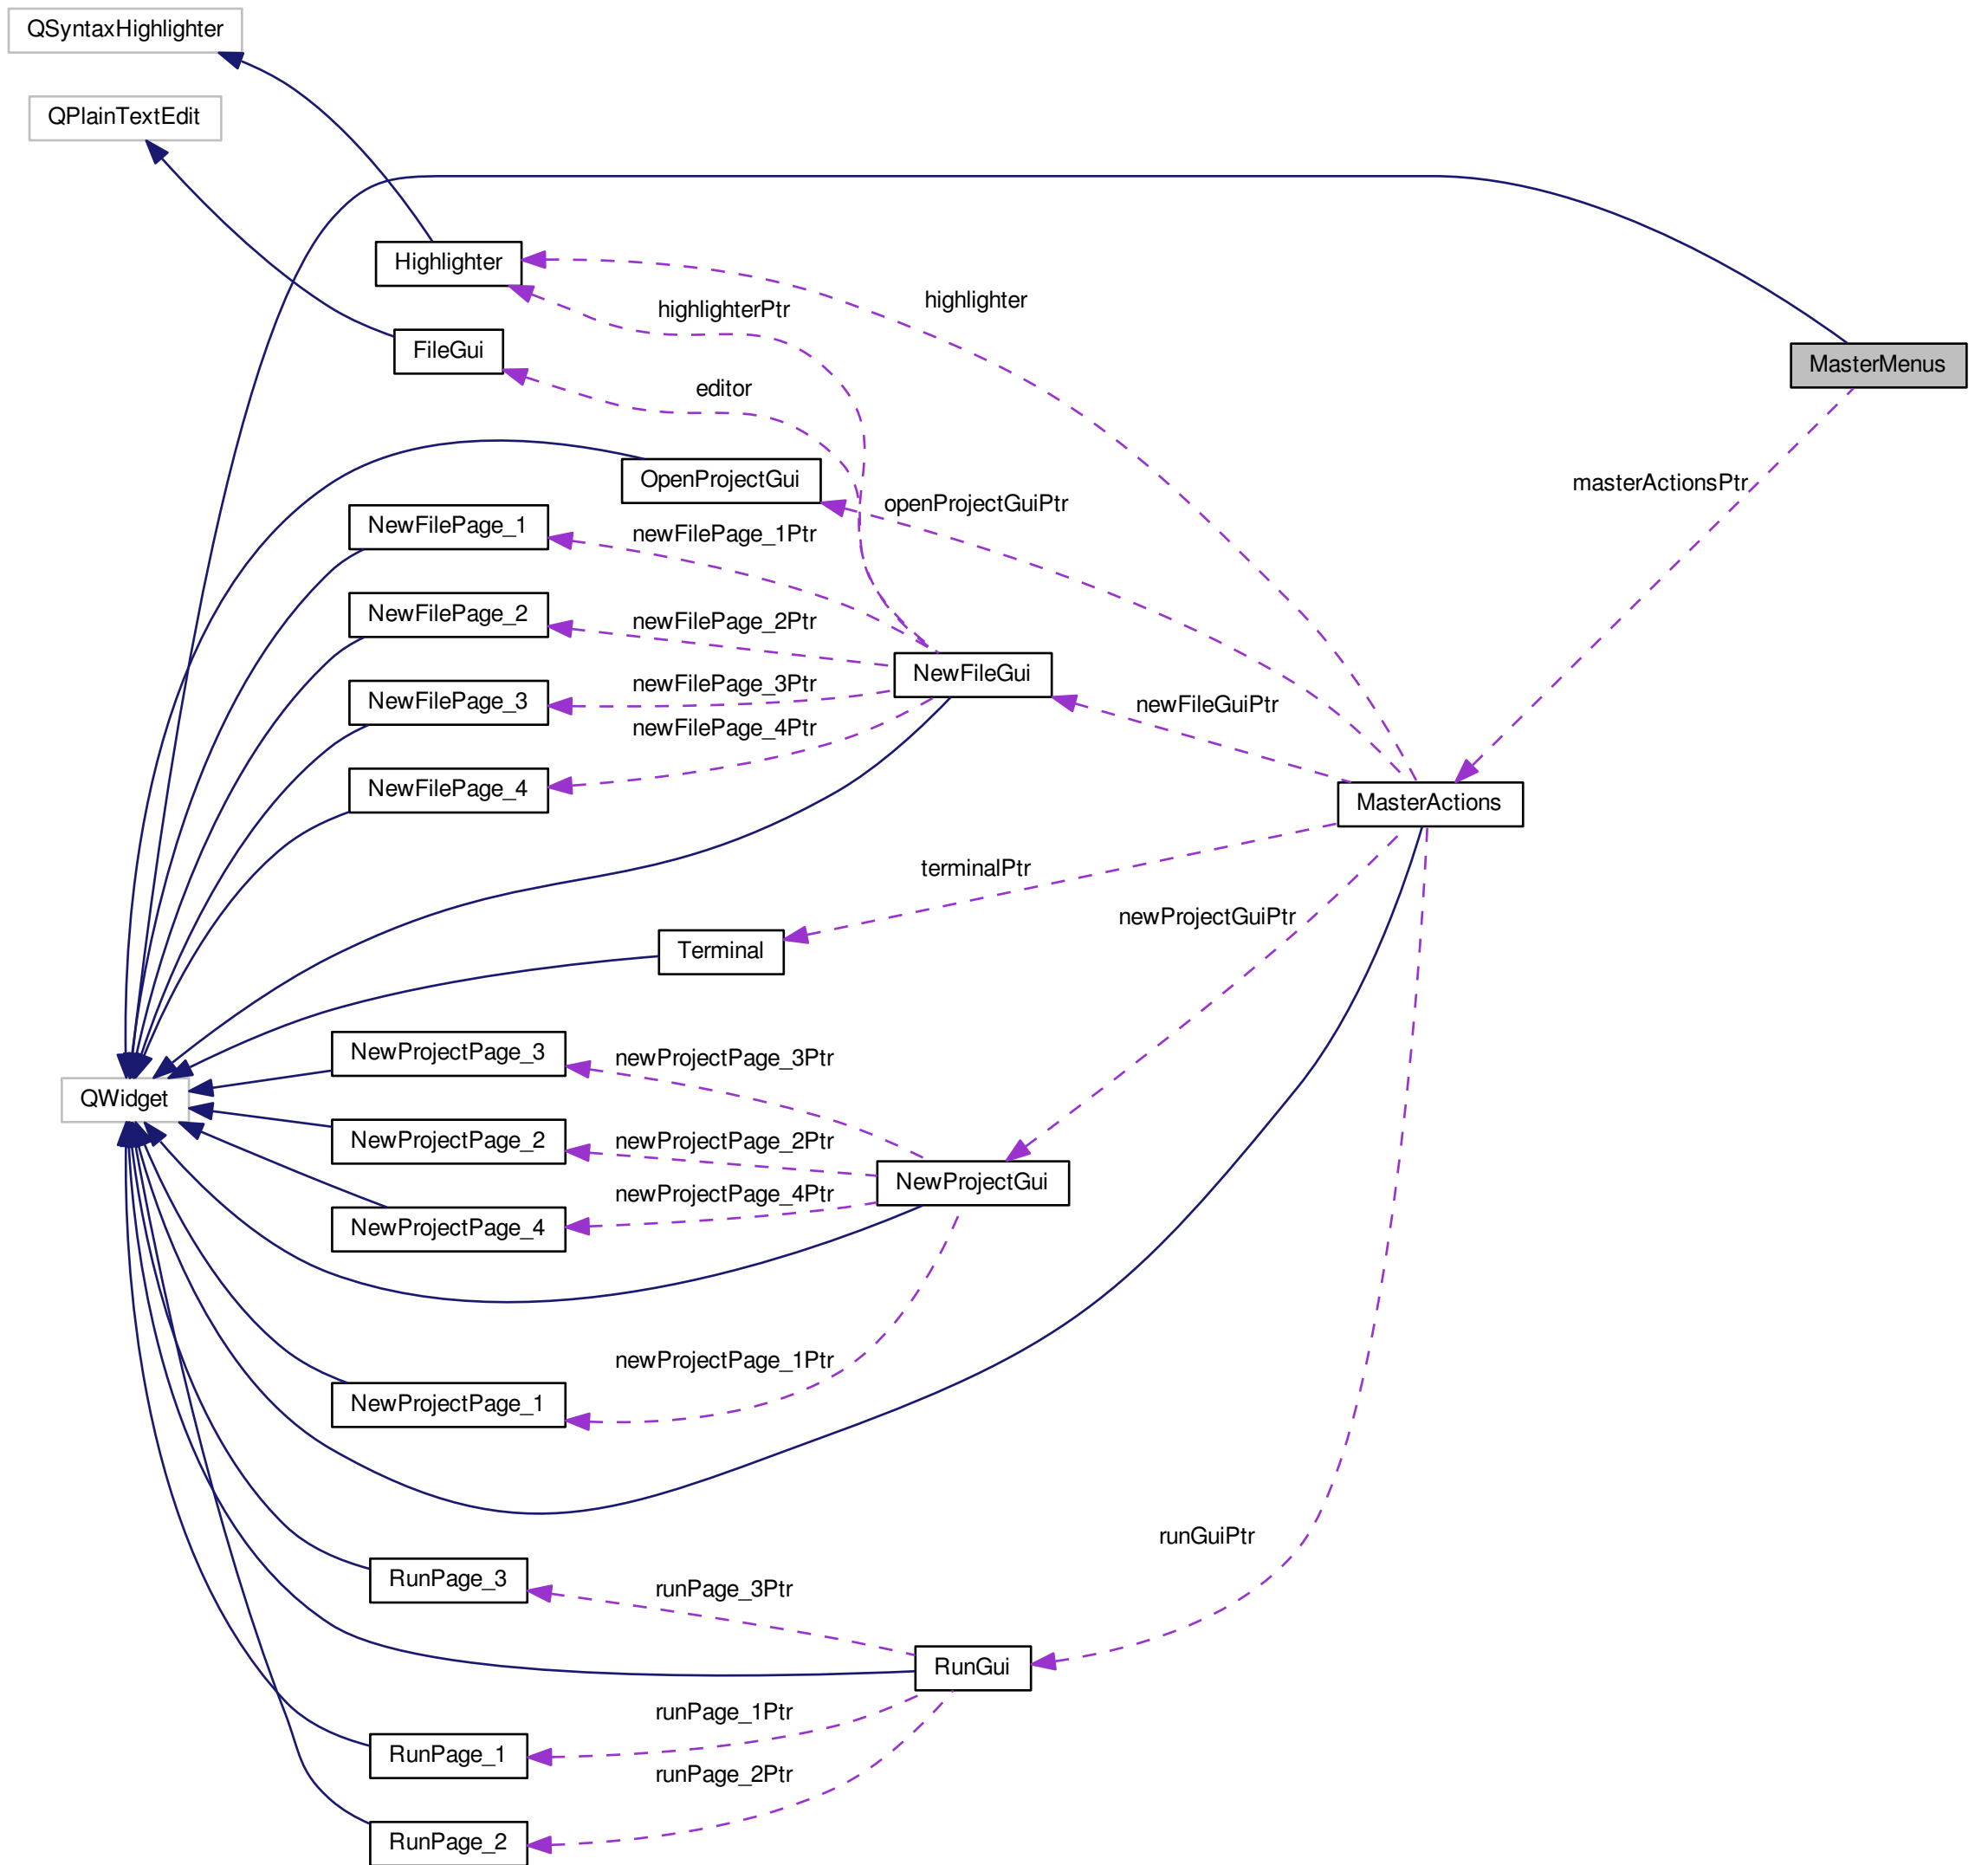 QSyntaxHighlighter
QPlainTextEdit
Highlighter
highlighter
highlighterPtr
FileGui
MasterMenus
editor
OpenProjectGui
masterActionsPtr
openProjectGuiPtr
NewFilePage_1
newFilePage_1Ptr
NewFilePage_2
newFilePage_2Ptr
NewFileGui
NewFilePage_3
newFilePage_3Ptr
newFileGuiPtr
newFilePage_4Ptr
NewFilePage_4
MasterActions
terminalPtr
newProjectGuiPtr
Terminal
NewProjectPage_3
newProjectPage_3Ptr
QWidget
NewProjectPage_2
newProjectPage_2Ptr
NewProjectGui
newProjectPage_4Ptr
NewProjectPage_4
newProjectPage_1Ptr
NewProjectPage_1
runGuiPtr
RunPage_3
runPage_3Ptr
RunGui
runPage_1Ptr
RunPage_1
runPage_2Ptr
RunPage_2